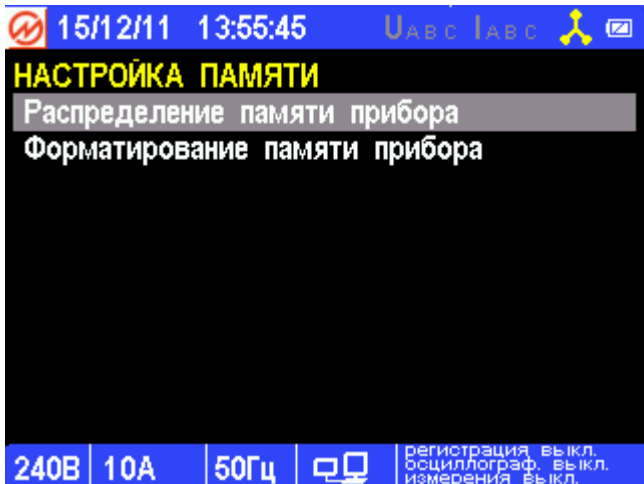 15/12/11 13:55:45 UABC IABC
НАСТРОЙКА ПАМЯТИ
Распределение памяти прибора
Форматирование памяти прибора
240В 10А 50Гц
регистрация выкл.
осциллограф. выкл.
измерения выкл.